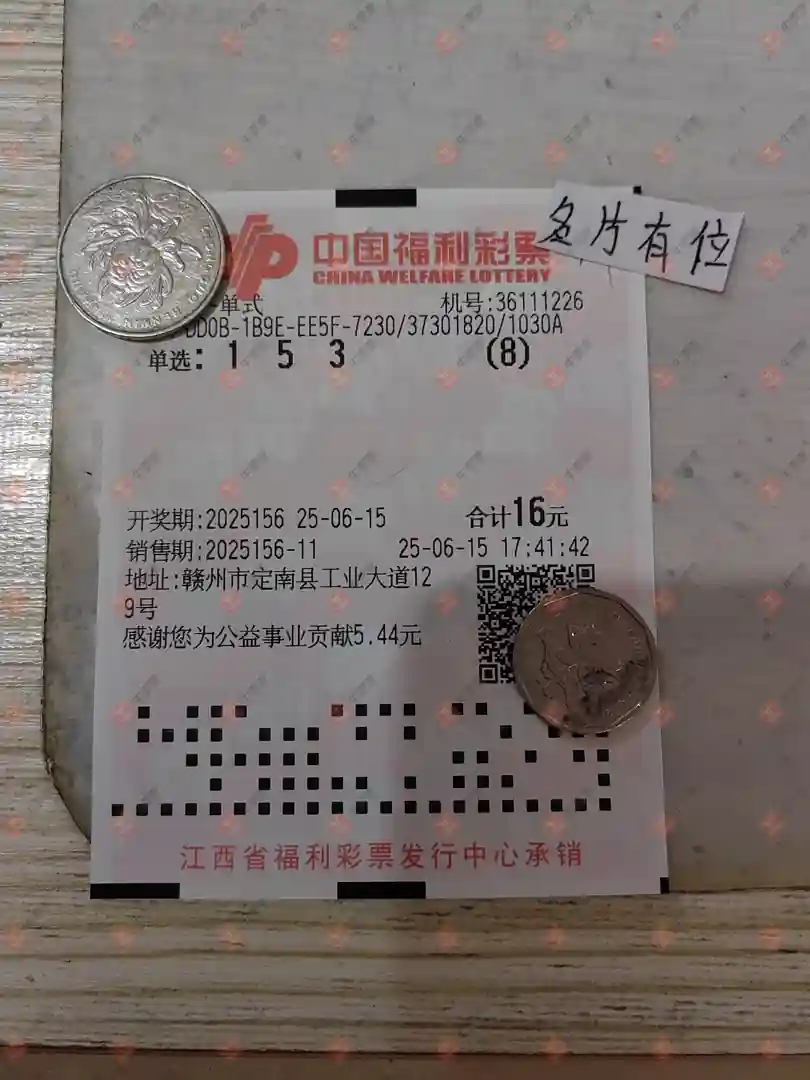 中国福利彩票
CHINA WELFARE LOTTERY
名片有位
单式 机号:36111226
DD0B-1B9E-EE5F-7230/37301820/1030A
单选: 1 5 3 (8)
开奖期:2025156 25-06-15 合计16元
销售期:2025156-11 25-06-15 17:41:42
地址:赣州市定南县工业大道12
9号
感谢您为公益事业贡献5.44元
江西省福利彩票发行中心承销